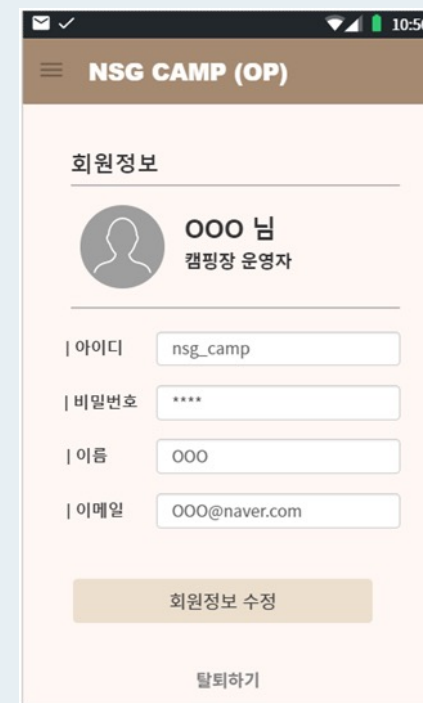 10:50
NSG CAMP (OP)
회원정보
OOO 님
캠핑장 운영자
| 아이디 nsg_camp
| 비밀번호 ****
| 이름 OOO
| 이메일 OOO@naver.com
회원정보 수정
탈퇴하기